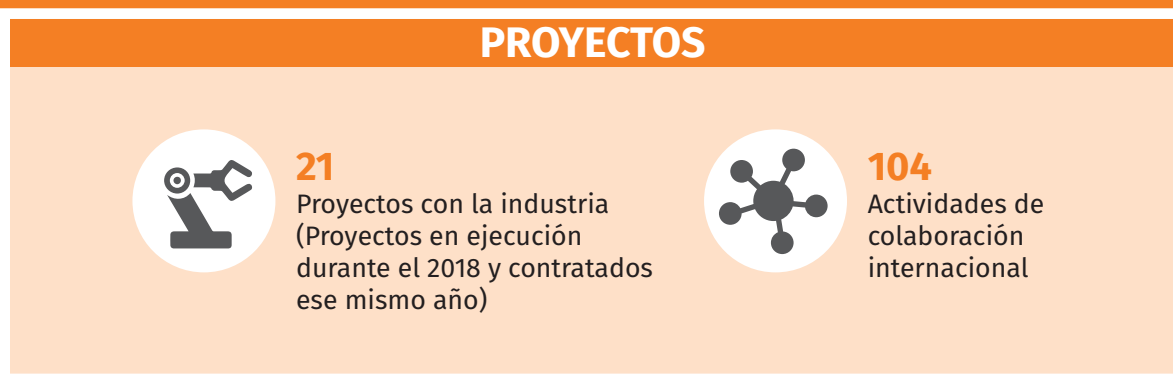 PROYECTOS
21
Proyectos con la industria
(Proyectos en ejecución
durante el 2018 y contratados
ese mismo año)
104
Actividades de
colaboración
internacional